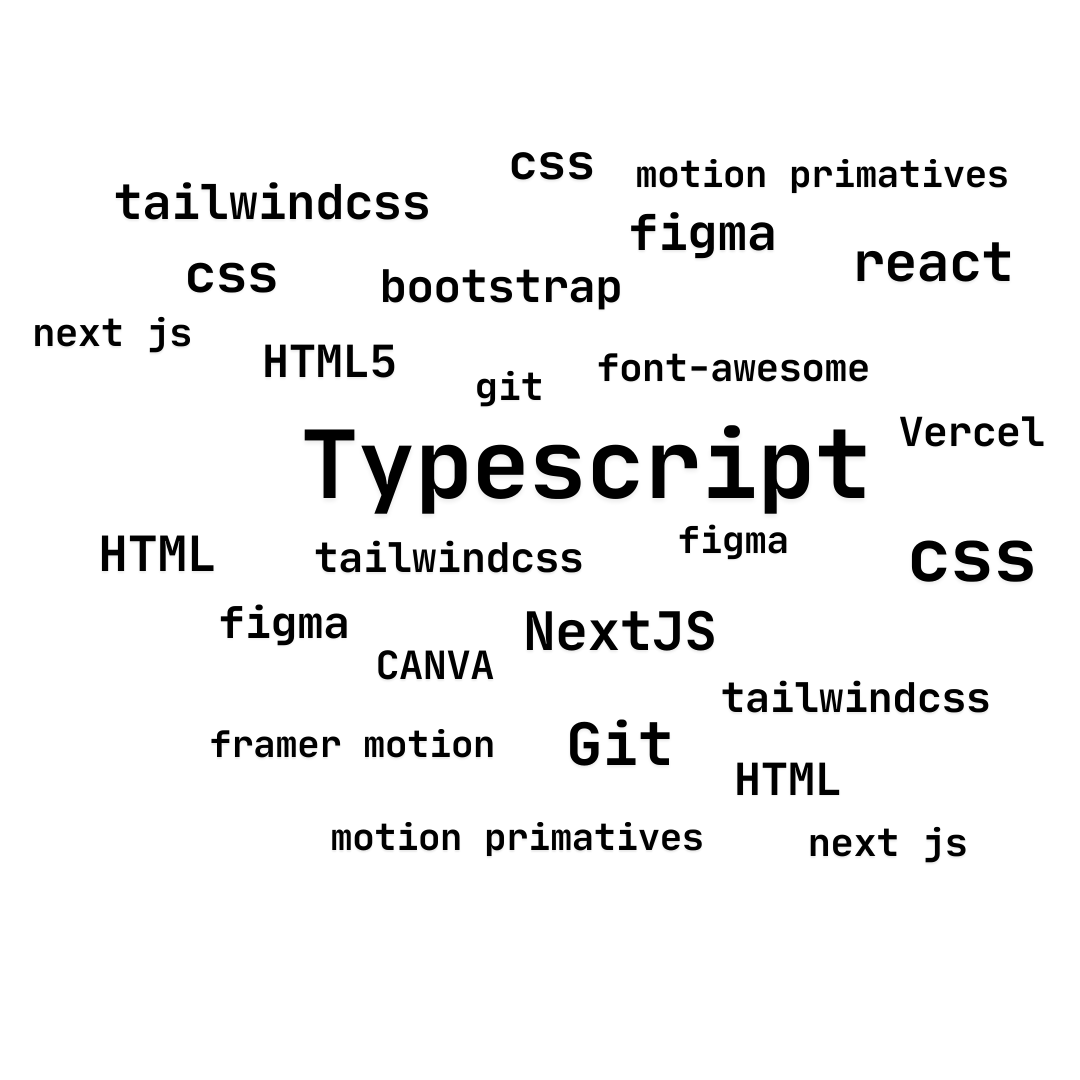 css
motion primatives
tailwindcss
figma
react
css
bootstrap
next js
HTML5
git
font-awesome
Vercel
Typescript
HTML
tailwindcss
figma
css
figma
NextJS
CANVA
tailwindcss
framer motion
Git
HTML
motion primatives
next js